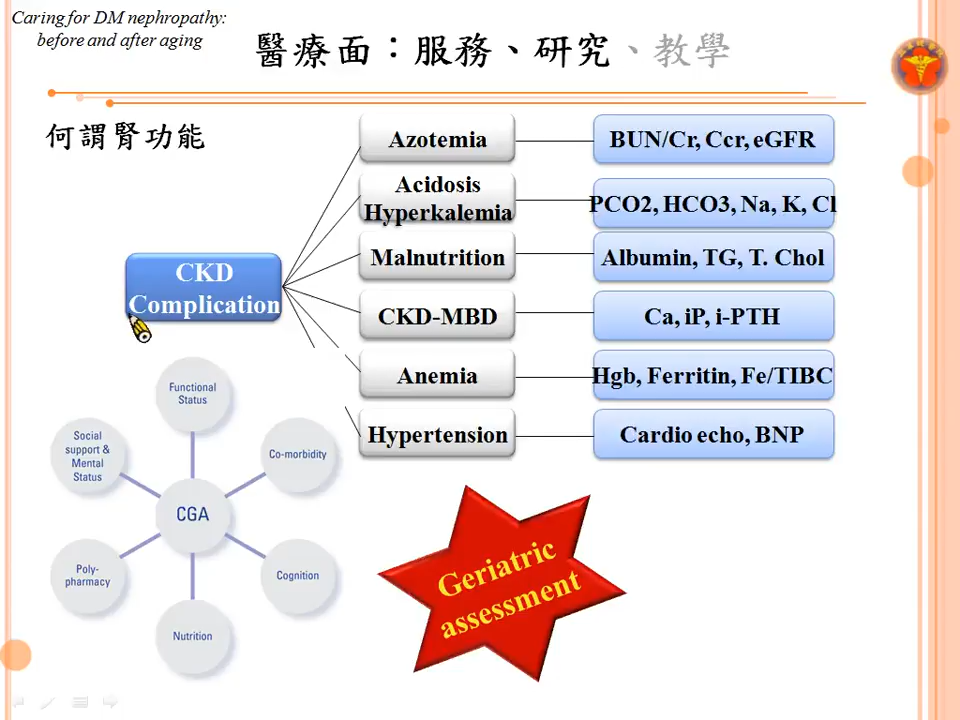 Caring for DM nephropathy:
before and after aging
醫療面：服務、研究、教學
何謂腎功能
CKD
Complication
Azotemia
BUN/Cr, Ccr, eGFR
Acidosis
Hyperkalemia
PCO2, HCO3, Na, K, Cl
Malnutrition
Albumin, TG, T. Chol
CKD-MBD
Ca, iP, i-PTH
Anemia
Hgb, Ferritin, Fe/TIBC
Hypertension
Cardio echo, BNP
Functional
Status
Social
support &
Mental
Status
Co-morbidity
CGA
Poly-
pharmacy
Cognition
Nutrition
Geriatric
assessment